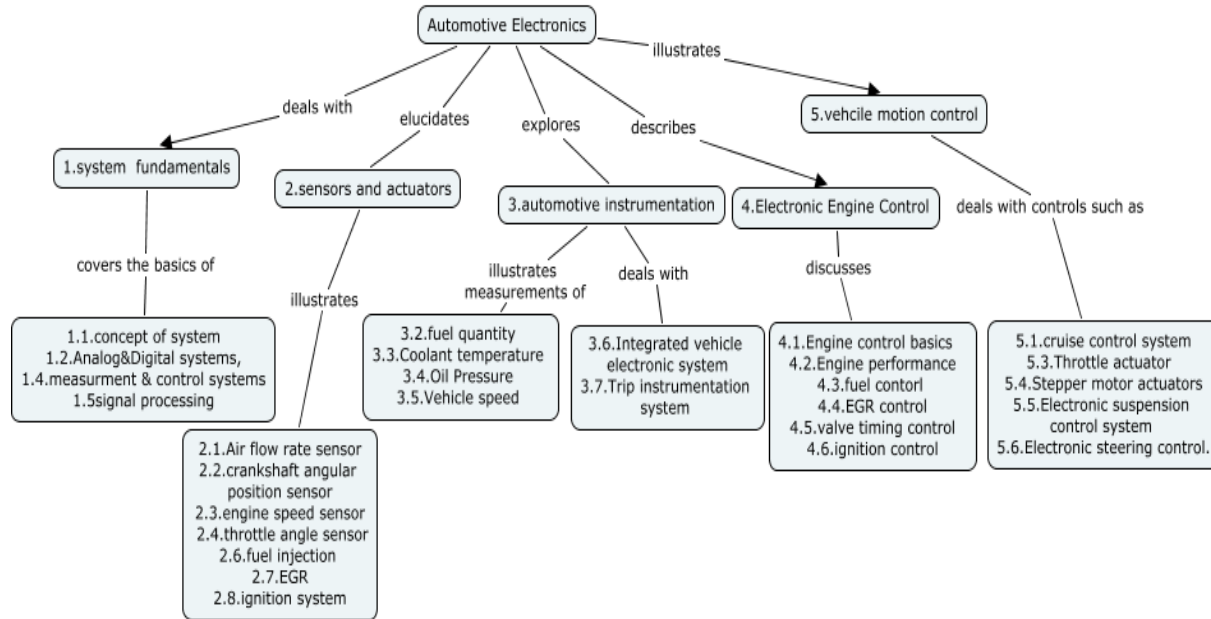 Automotive Electronics
illustrates
deals with
elucidates
explores
describes
5.vehcile motion control
1.system fundamentals
2.sensors and actuators
3.automotive instrumentation
4.Electronic Engine Control
deals with controls such as
covers the basics of
illustrates
illustrates
measurements of
deals with
discusses
1.1.concept of system
1.2.Analog&Digital systems,
1.4.measurment & control systems
1.5signal processing
2.1.Air flow rate sensor
2.2.crankshaft angular
position sensor
2.3.engine speed sensor
2.4.throttle angle sensor
2.6.fuel injection
2.7.EGR
2.8.ignition system
3.2.fuel quantity
3.3.Coolant temperature
3.4.Oil Pressure
3.5.Vehicle speed
3.6.Integrated vehicle
electronic system
3.7.Trip instrumentation
system
4.1.Engine control basics
4.2.Engine performance
4.3.fuel contorl
4.4.EGR control
4.5.valve timing control
4.6.ignition control
5.1.cruise control system
5.3.Throttle actuator
5.4.Stepper motor actuators
5.5.Electronic suspension
control system
5.6.Electronic steering control.